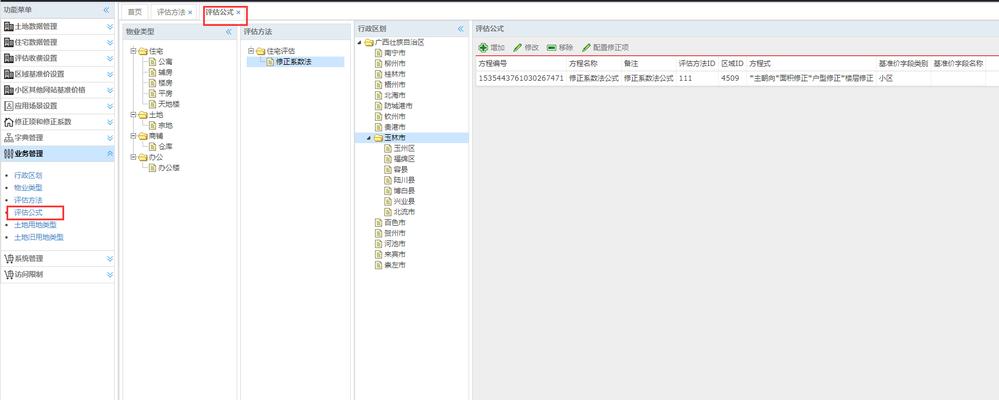 功能菜单
土地数据管理
住宅数据管理
评估收费设置
区域基准价设置
小区其他网站基准价格
应用场景设置
修正项和修正系数
字典管理
业务管理
行政区划
物业类型
评估方法
评估公式
土地用地类型
土地旧用地类型
系统管理
访问限制
首页
评估方法 ×
评估公式 ×
物业类型
住宅
公寓
辅房
楼房
平房
天地楼
土地
宗地
商铺
仓库
办公
办公楼
评估方法
住宅评估
修正系数法
行政区划
广西壮族自治区
南宁市
柳州市
桂林市
梧州市
北海市
防城港市
钦州市
贵港市
玉林市
玉州区
福绵区
容县
陆川县
博白县
兴业县
北流市
百色市
贺州市
河池市
来宾市
崇左市
评估公式
增加 修改 移除 配置修正项
方程编号 方程名称 备注 评估方法ID 区域ID 方程式 基准价字段类别 基准价字段名称
1535443761030267471 修正系数法公式 修正系数法公式 111 4509 *主朝向*面积修正*户型修正*楼层修正 小区